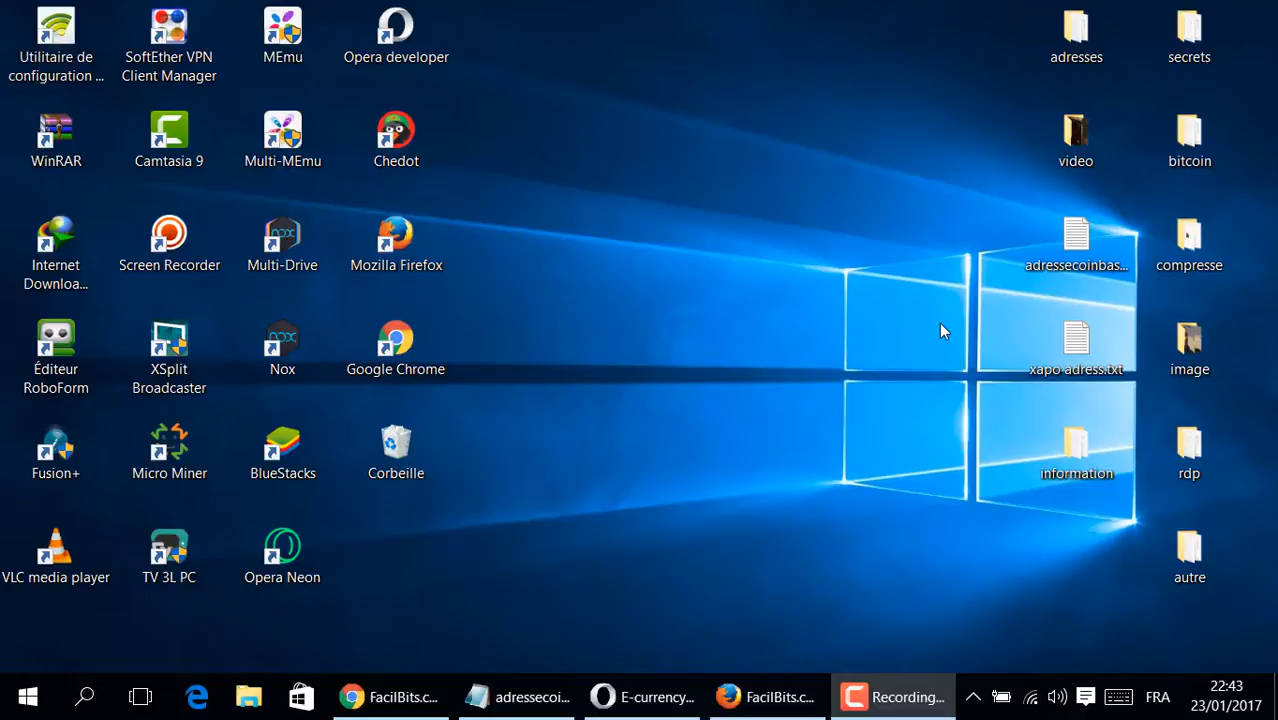 Utilitaire de
configuration ...
SoftEther VPN
Client Manager
MEmu
Opera developer
adresses
secrets
WinRAR
Camtasia 9
Multi-MEmu
Chedot
video
bitcoin
Internet
Downloa...
Screen Recorder
Multi-Drive
Mozilla Firefox
adressecoinbas...
compresse
Éditeur
RoboForm
XSplit
Broadcaster
Nox
Google Chrome
xapo adress.txt
image
Fusion+
Micro Miner
BlueStacks
Corbeille
information
rdp
VLC media player
TV 3L PC
Opera Neon
autre
FacilBits.c...
adressecoi...
E-currency...
FacilBits.c...
Recording...
FRA
22:43
23/01/2017